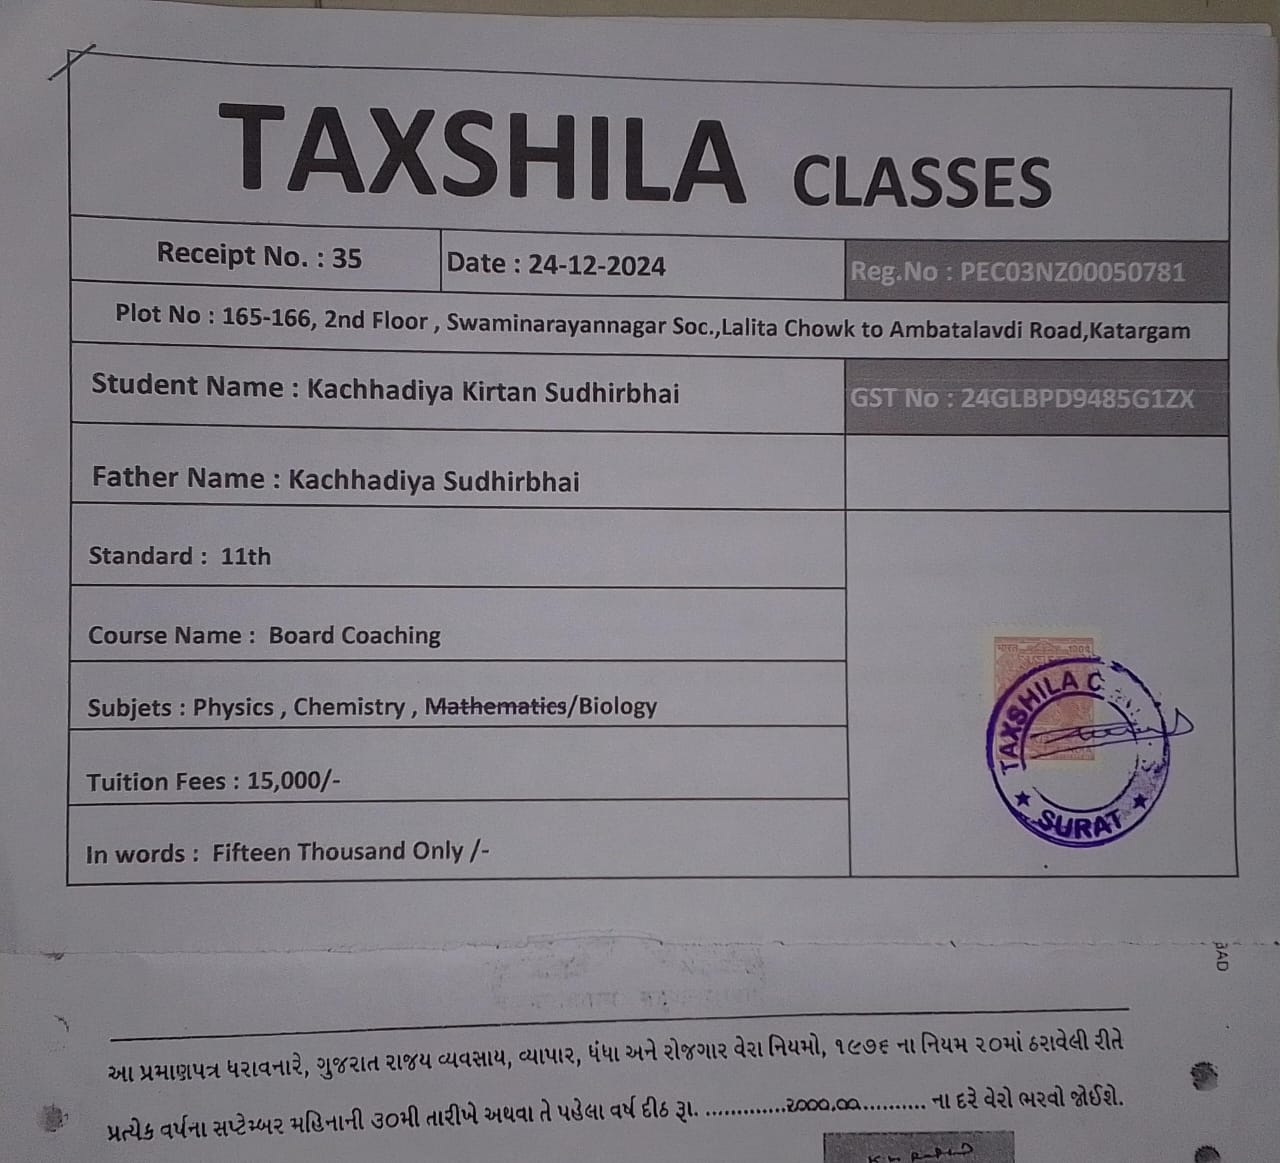 TAXSHILA CLASSES
Receipt No. : 35
Date : 24-12-2024
Reg.No : PEC03NZ00050781
Plot No : 165-166, 2nd Floor , Swaminarayannagar Soc.,Lalita Chowk to Ambatalavdi Road,Katargam
Student Name : Kachhadiya Kirtan Sudhirbhai
GST No : 24GLBPD9485G1ZX
Father Name : Kachhadiya Sudhirbhai
Standard : 11th
Course Name : Board Coaching
Subjets : Physics , Chemistry , Mathematics/Biology
Tuition Fees : 15,000/-
In words : Fifteen Thousand Only /-
भारत
TAXSHILA C
SURAT
આ પ્રમાણપત્ર ધરાવનારે, ગુજરાત રાજય વ્યવસાય, વ્યાપાર, ધંધા અને રોજગાર વેરા નિયમો, ૧૯૭૬ ના નિયમ ૨૦માં ઠરાવેલી રીતે
પ્રત્યેક વર્ષના સપ્ટેમ્બર મહિનાની ૩૦મી તારીખે અથવા તે પહેલા વર્ષ દીઠ રૂા. .............2000.00.......... ના દરે વેરો ભરવો જોઈશે.